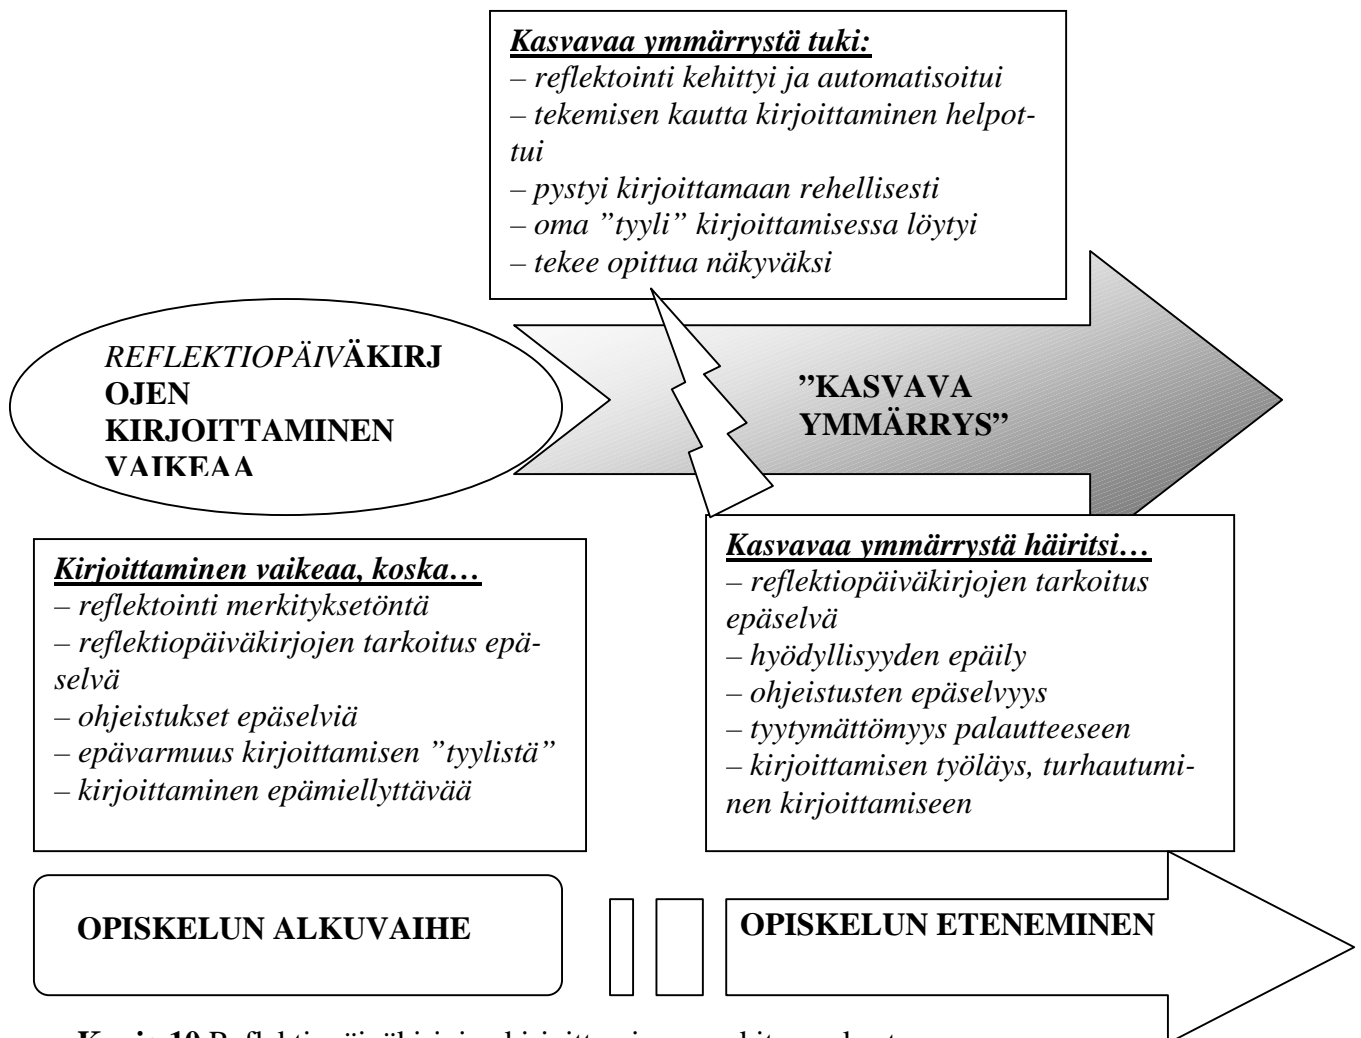 Kasvavaa ymmärrystä tuki:
– reflektointi kehittyi ja automatisoitui
– tekemisen kautta kirjoittaminen helpot-
tui
– pystyi kirjoittamaan rehellisesti
– oma ”tyyli” kirjoittamisessa löytyi
– tekee opittua näkyväksi
REFLEKTIOPÄIVÄKIRJ
OJEN
KIRJOITTAMINEN
VAIKEAA
”KASVAVA
YMMÄRRYS”
Kirjoittaminen vaikeaa, koska…
– reflektointi merkityksetöntä
– reflektiopäiväkirjojen tarkoitus epä-
selvä
– ohjeistukset epäselviä
– epävarmuus kirjoittamisen ”tyylistä”
– kirjoittaminen epämiellyttävää
Kasvavaa ymmärrystä häiritsi…
– reflektiopäiväkirjojen tarkoitus
epäselvä
– hyödyllisyyden epäily
– ohjeistusten epäselvyys
– tyytymättömyys palautteeseen
– kirjoittamisen työläys, turhautumi-
nen kirjoittamiseen
OPISKELUN ALKUVAIHE
OPISKELUN ETENEMINEN